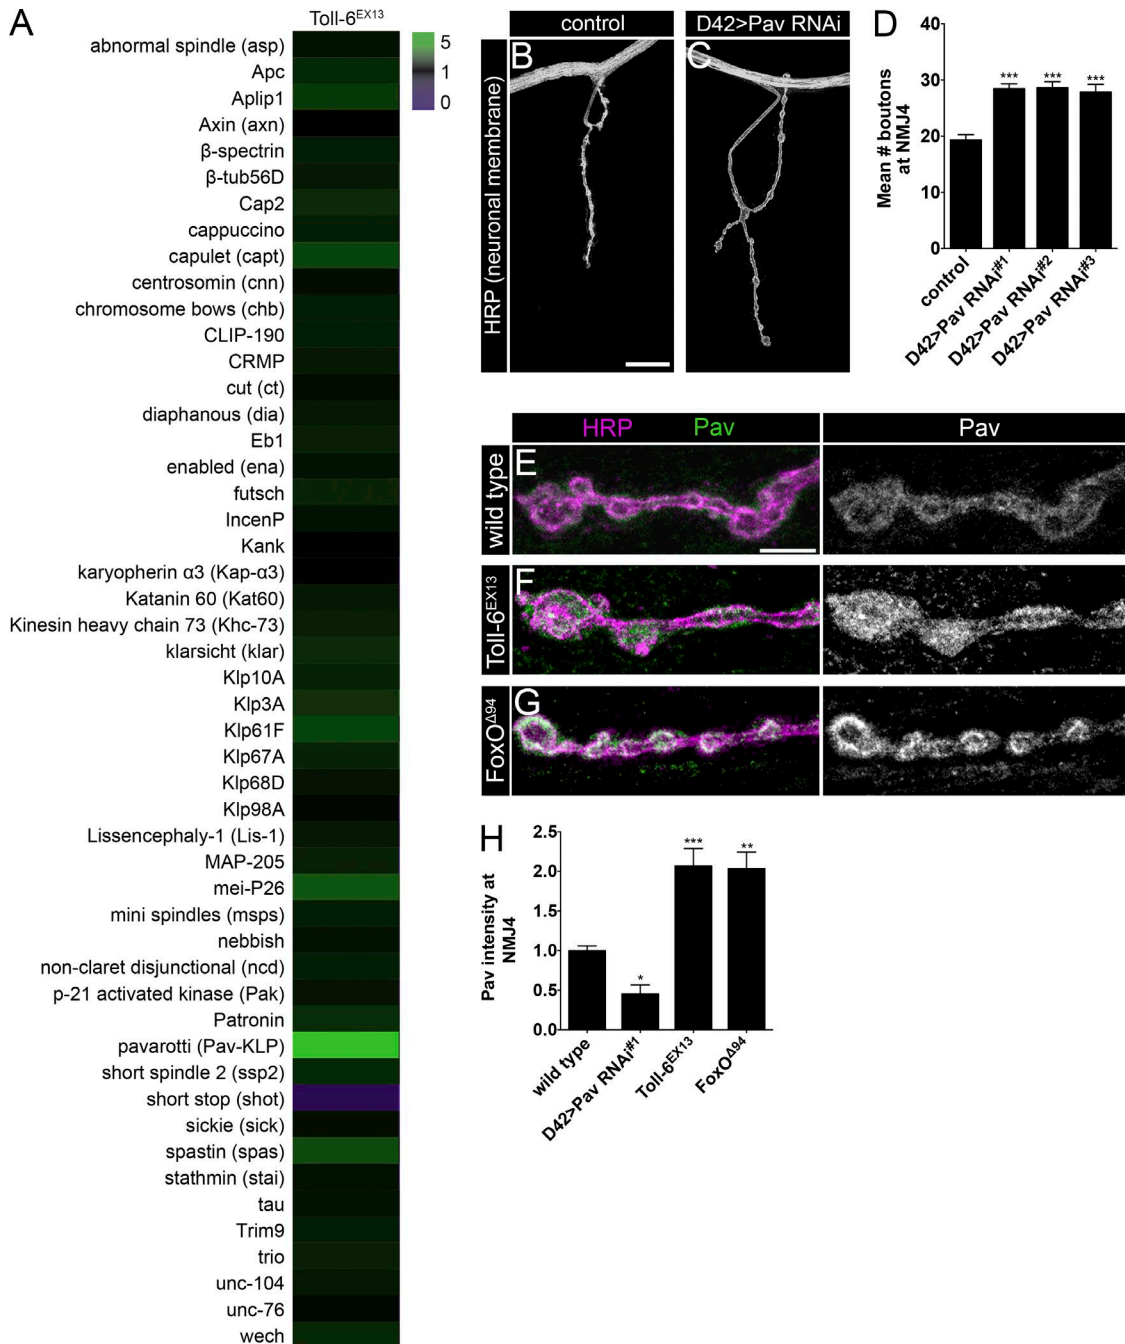 A
Toll-6EX13
abnormal spindle (asp)
Apc
Aplip1
Axin (axn)
β-spectrin
β-tub56D
Cap2
cappuccino
capulet (capt)
centrosomin (cnn)
chromosome bows (chb)
CLIP-190
CRMP
cut (ct)
diaphanous (dia)
Eb1
enabled (ena)
futsch
IncenP
Kank
karyopherin α3 (Kap-α3)
Katanin 60 (Kat60)
Kinesin heavy chain 73 (Khc-73)
klarsicht (klar)
Klp10A
Klp3A
Klp61F
Klp67A
Klp68D
Klp98A
Lissencephaly-1 (Lis-1)
MAP-205
mei-P26
mini spindles (msps)
nebbish
non-claret disjunctional (ncd)
p-21 activated kinase (Pak)
Patronin
pavarotti (Pav-KLP)
short spindle 2 (ssp2)
short stop (shot)
sickie (sick)
spastin (spas)
stathmin (stai)
tau
Trim9
trio
unc-104
unc-76
wech
5
1
0
control
D42>Pav RNAi
B
C
HRP (neuronal membrane)
D
Mean # boutons
at NMJ4
40
30
20
10
0
***
***
***
control
D42>Pav RNAi#1
D42>Pav RNAi#2
D42>Pav RNAi#3
HRP
Pav
Pav
wild type
E
Toll-6EX13
F
FoxOΔ94
G
H
Pav intensity at
NMJ4
2.5
2.0
1.5
1.0
0.5
0.0
*
***
**
wild type
D42>Pav RNAi#1
Toll-6EX13
FoxOΔ94